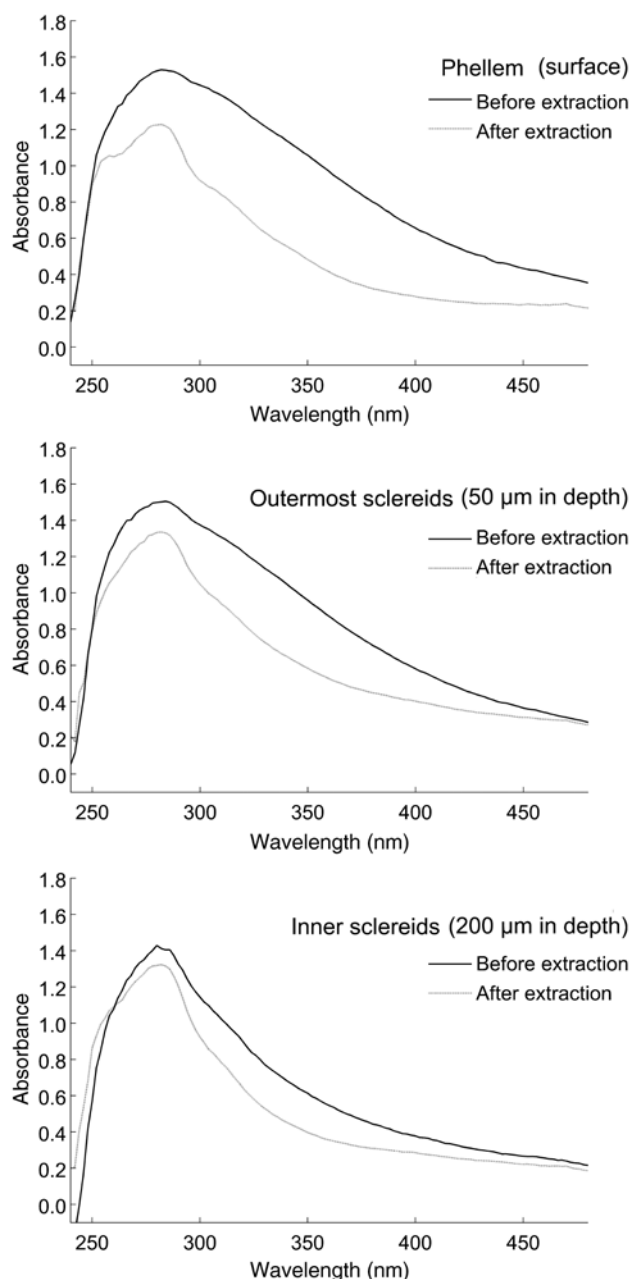 1.8
1.6
1.4
1.2
1.0
0.8
0.6
0.4
0.2
0.0
Absorbance
Phellem (surface)
Before extraction
After extraction
250 300 350 400 450
Wavelength (nm)
1.8
1.6
1.4
1.2
1.0
0.8
0.6
0.4
0.2
0.0
Absorbance
Outermost sclereids (50 μm in depth)
Before extraction
After extraction
250 300 350 400 450
Wavelength (nm)
1.8
1.6
1.4
1.2
1.0
0.8
0.6
0.4
0.2
0.0
Absorbance
Inner sclereids (200 μm in depth)
Before extraction
After extraction
250 300 350 400 450
Wavelength (nm)